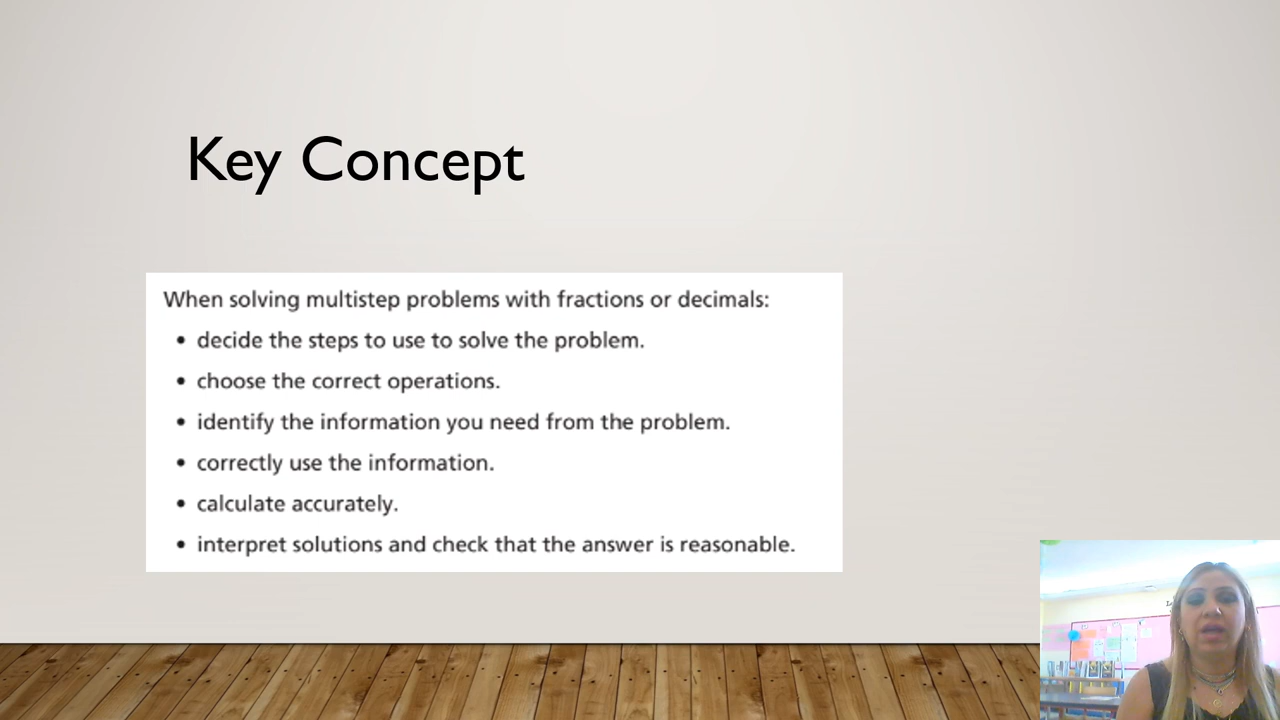 Key Concept
When solving multistep problems with fractions or decimals:
• decide the steps to use to solve the problem.
• choose the correct operations.
• identify the information you need from the problem.
• correctly use the information.
• calculate accurately.
• interpret solutions and check that the answer is reasonable.